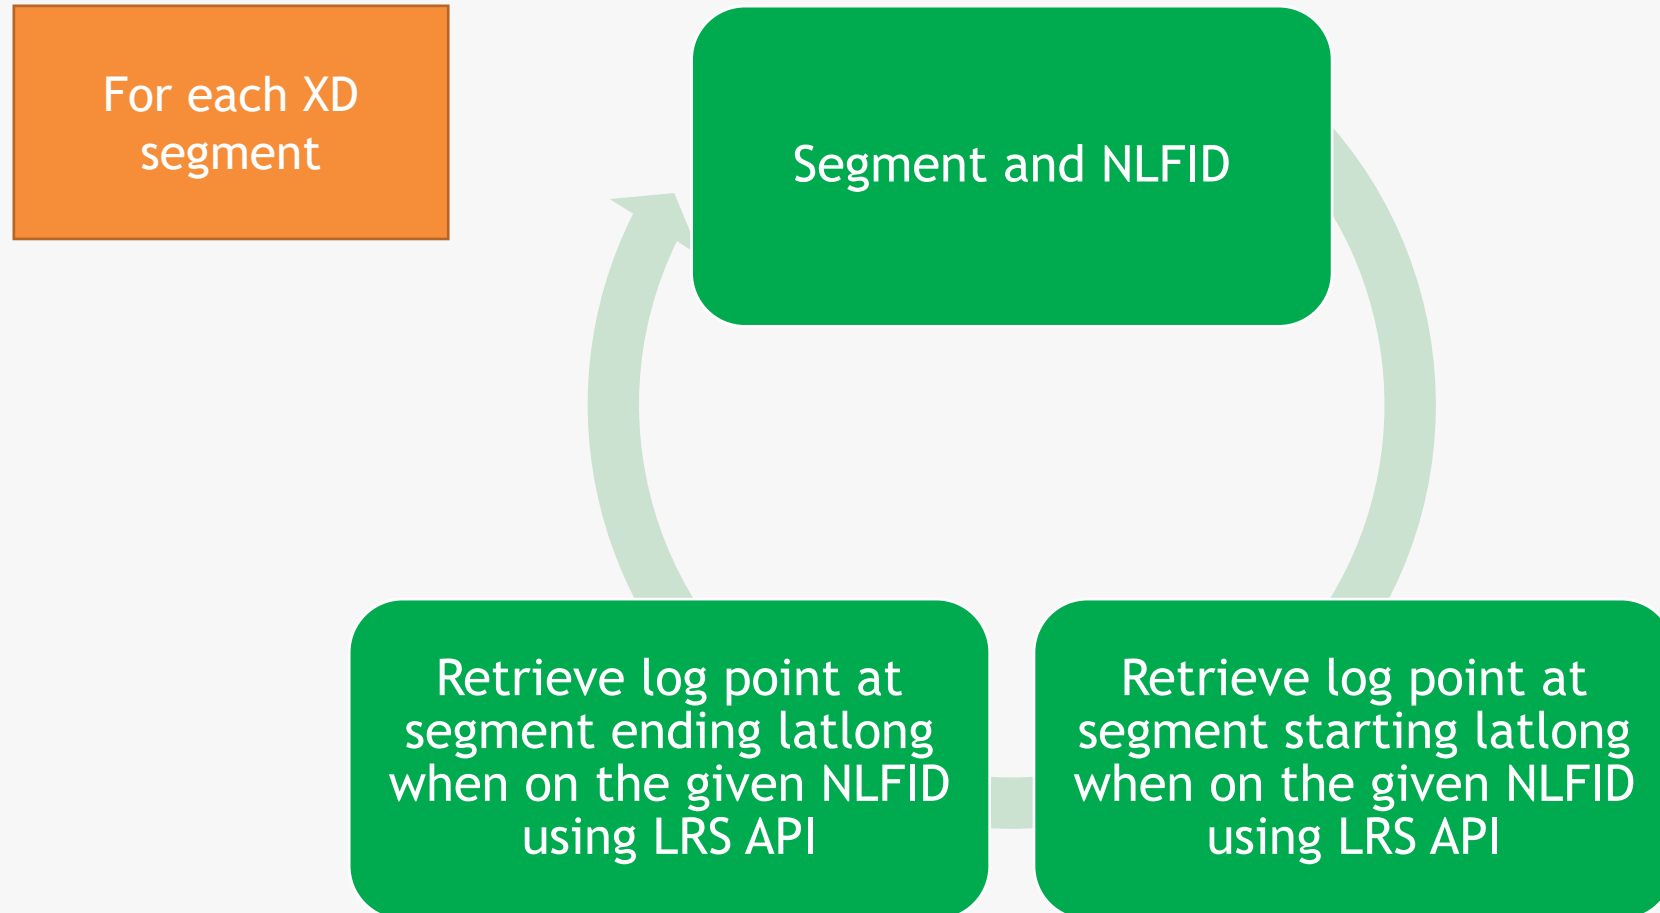 For each XD
segment
Segment and NLFID
Retrieve log point at
segment ending latlong
when on the given NLFID
using LRS API
Retrieve log point at
segment starting latlong
when on the given NLFID
using LRS API